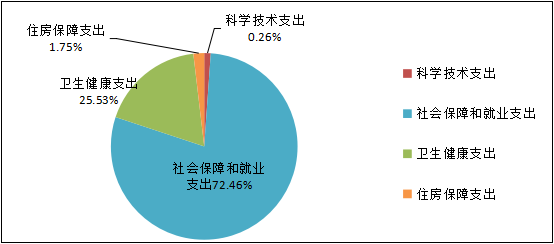 科学技术支出
0.26%
住房保障支出
1.75%
卫生健康支出
25.53%
社会保障和就业
支出72.46%
科学技术支出
社会保障和就业支出
卫生健康支出
住房保障支出